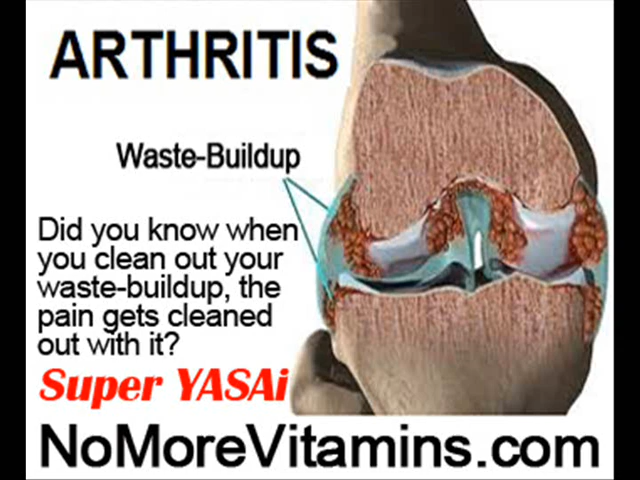 ARTHRITIS
Waste-Buildup
Did you know when
you clean out your
waste-buildup, the
pain gets cleaned
out with it?
Super YASAi
NoMoreVitamins.com